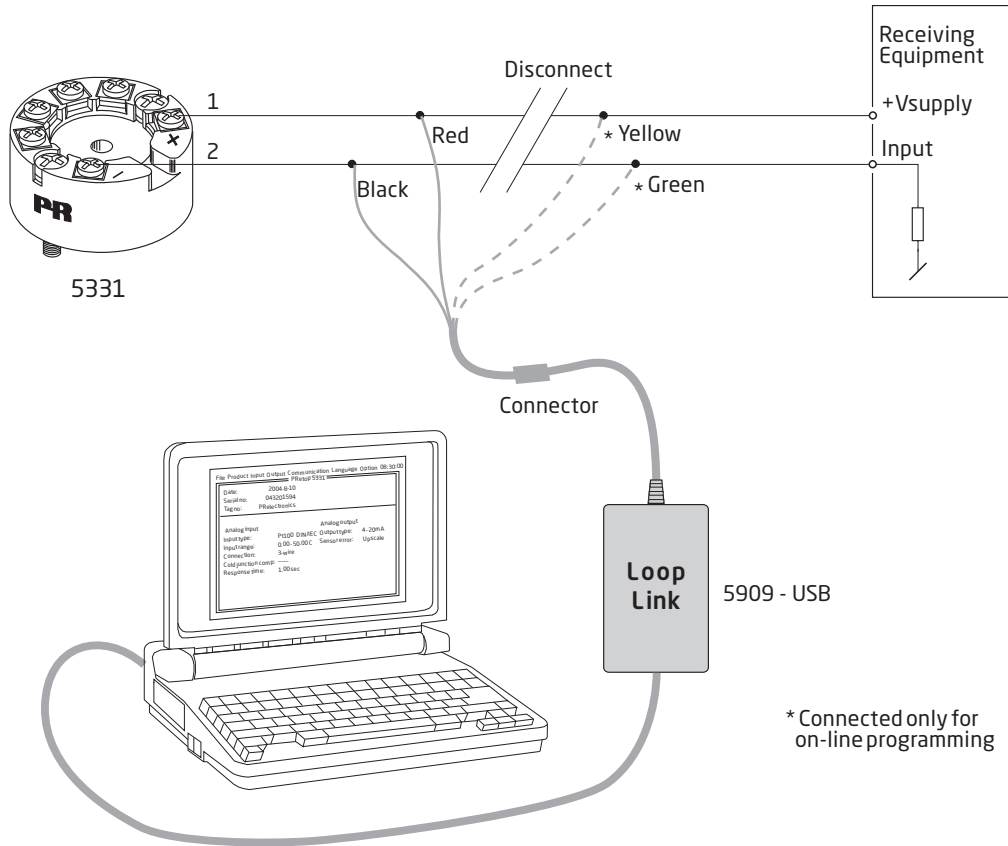 Receiving
Equipment
Disconnect
1
+Vsupply
Red
* Yellow
2
Input
Black
* Green
+
-
PR
5331
Connector
File Product Input Output Communication Language Option 08:30:00
PRetop 5331
Date: 2004-8-10
Serial no: 043201594
Tag no: PRelectronics
Analog input Analog output
Input type: Pt100 DIN/IEC Output type: 4-20mA
Input range: 0.00-50.00 C Sensor error: Upscale
Connection: 3-wire
Cold junction comp: ----
Response time: 1.00 sec
Loop
Link
5909 - USB
* Connected only for
on-line programming